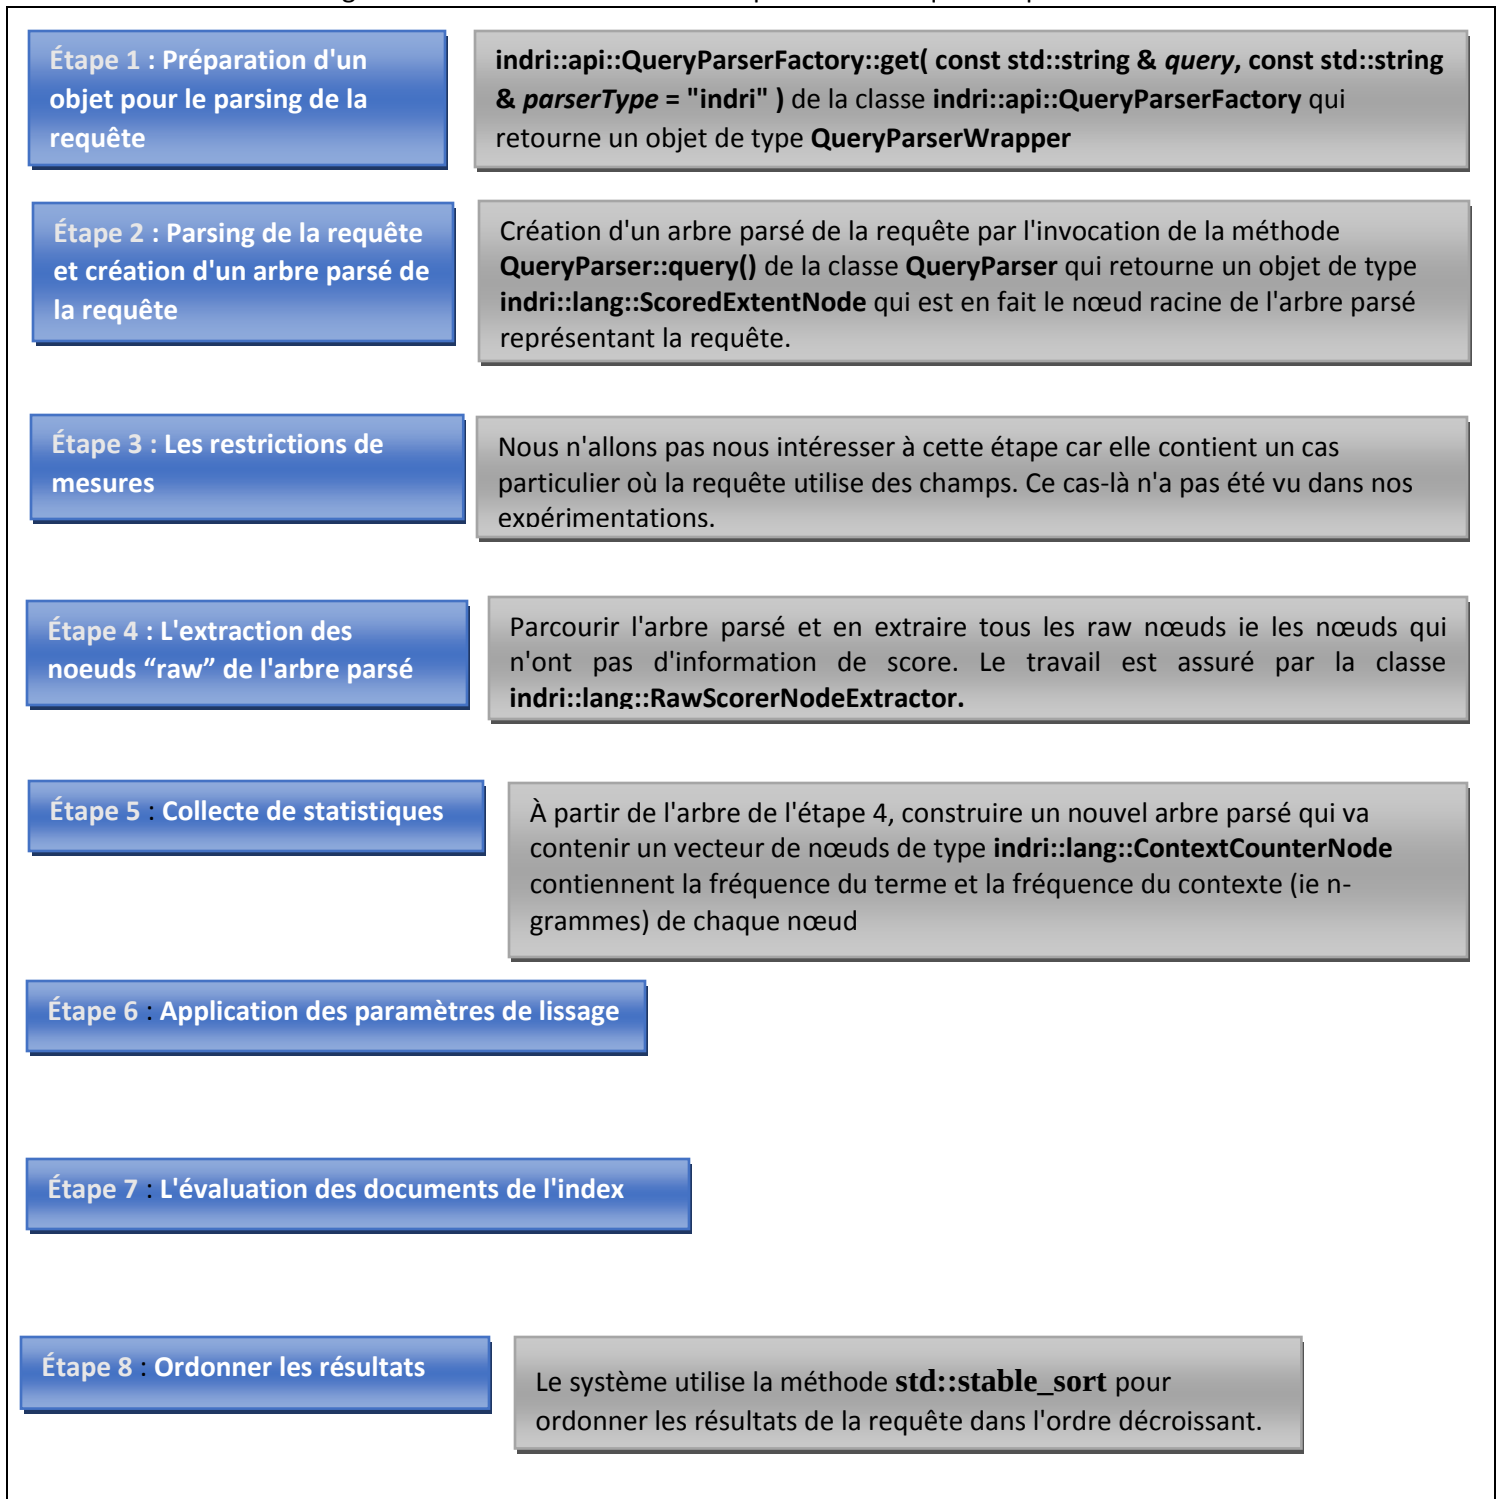 Étape 1 : Préparation d'un
objet pour le parsing de la
requête
indri::api::QueryParserFactory::get( const std::string & query, const std::string
& parserType = "indri" ) de la classe indri::api::QueryParserFactory qui
retourne un objet de type QueryParserWrapper
Étape 2 : Parsing de la requête
et création d'un arbre parsé de
la requête
Création d'un arbre parsé de la requête par l'invocation de la méthode
QueryParser::query() de la classe QueryParser qui retourne un objet de type
indri::lang::ScoredExtentNode qui est en fait le nœud racine de l'arbre parsé
représentant la requête.
Étape 3 : Les restrictions de
mesures
Nous n'allons pas nous intéresser à cette étape car elle contient un cas
particulier où la requête utilise des champs. Ce cas-là n'a pas été vu dans nos
expérimentations.
Étape 4 : L'extraction des
noeuds “raw” de l'arbre parsé
Parcourir l'arbre parsé et en extraire tous les raw nœuds ie les nœuds qui
n'ont pas d'information de score. Le travail est assuré par la classe
indri::lang::RawScorerNodeExtractor.
Étape 5 : Collecte de statistiques
À partir de l'arbre de l'étape 4, construire un nouvel arbre parsé qui va
contenir un vecteur de nœuds de type indri::lang::ContextCounterNode
contiennent la fréquence du terme et la fréquence du contexte (ie n-
grammes) de chaque nœud
Étape 6 : Application des paramètres de lissage
Étape 7 : L'évaluation des documents de l'index
Étape 8 : Ordonner les résultats
Le système utilise la méthode std::stable_sort pour
ordonner les résultats de la requête dans l'ordre décroissant.